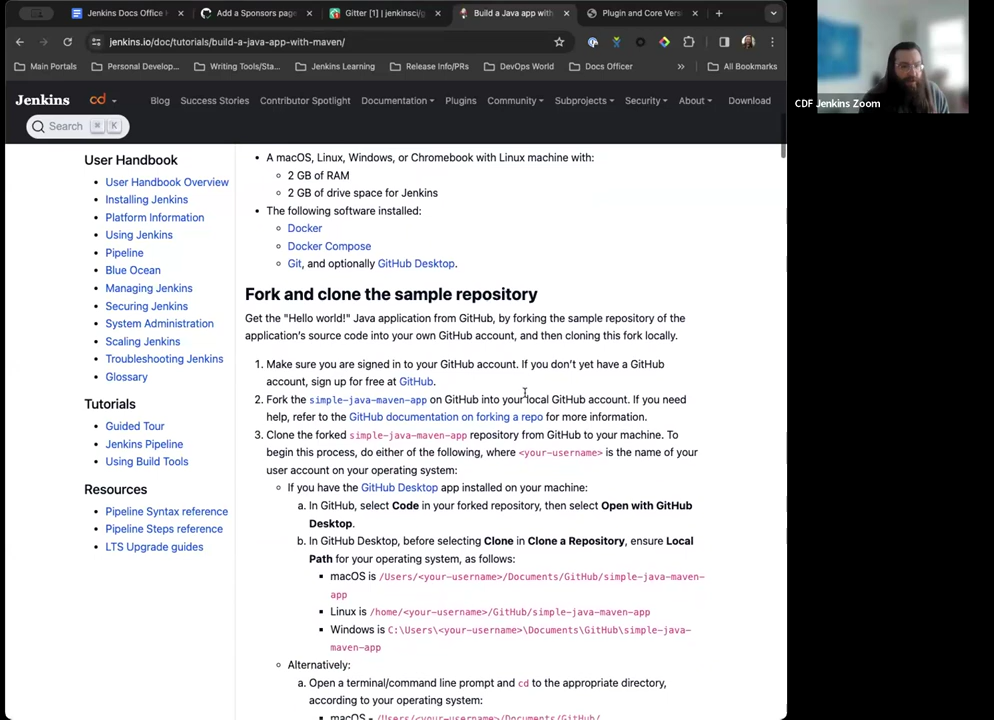 Jenkins Docs Office H
Add a Sponsors page
Gitter [1] | jenkinsci/g
Build a Java app with
Plugin and Core Versi
jenkins.io/doc/tutorials/build-a-java-app-with-maven/
Main Portals
Personal Develop...
Writing Tools/Sta...
Jenkins Learning
Release Info/PRs
DevOps World
Docs Officer
All Bookmarks
Jenkins
cd
Blog
Success Stories
Contributor Spotlight
Documentation
Plugins
Community
Subprojects
Security
About
Download
Search ⌘ K
User Handbook
User Handbook Overview
Installing Jenkins
Platform Information
Using Jenkins
Pipeline
Blue Ocean
Managing Jenkins
Securing Jenkins
System Administration
Scaling Jenkins
Troubleshooting Jenkins
Glossary
Tutorials
Guided Tour
Jenkins Pipeline
Using Build Tools
Resources
Pipeline Syntax reference
Pipeline Steps reference
LTS Upgrade guides
A macOS, Linux, Windows, or Chromebook with Linux machine with:
2 GB of RAM
2 GB of drive space for Jenkins
The following software installed:
Docker
Docker Compose
Git, and optionally GitHub Desktop.
Fork and clone the sample repository
Get the "Hello world!" Java application from GitHub, by forking the sample repository of the
application's source code into your own GitHub account, and then cloning this fork locally.
1. Make sure you are signed in to your GitHub account. If you don't yet have a GitHub
account, sign up for free at GitHub.
2. Fork the simple-java-maven-app on GitHub into your local GitHub account. If you need
help, refer to the GitHub documentation on forking a repo for more information.
3. Clone the forked simple-java-maven-app repository from GitHub to your machine. To
begin this process, do either of the following, where <your-username> is the name of your
user account on your operating system:
If you have the GitHub Desktop app installed on your machine:
a. In GitHub, select Code in your forked repository, then select Open with GitHub
Desktop.
b. In GitHub Desktop, before selecting Clone in Clone a Repository, ensure Local
Path for your operating system, as follows:
macOS is /Users/<your-username>/Documents/GitHub/simple-java-maven-
app
Linux is /home/<your-username>/GitHub/simple-java-maven-app
Windows is C:\Users\<your-username>\Documents\GitHub\simple-java-
maven-app
Alternatively:
a. Open a terminal/command line prompt and cd to the appropriate directory,
according to your operating system:
macOS - /Users/<your-username>/Documents/GitHub/
CDF Jenkins Zoom